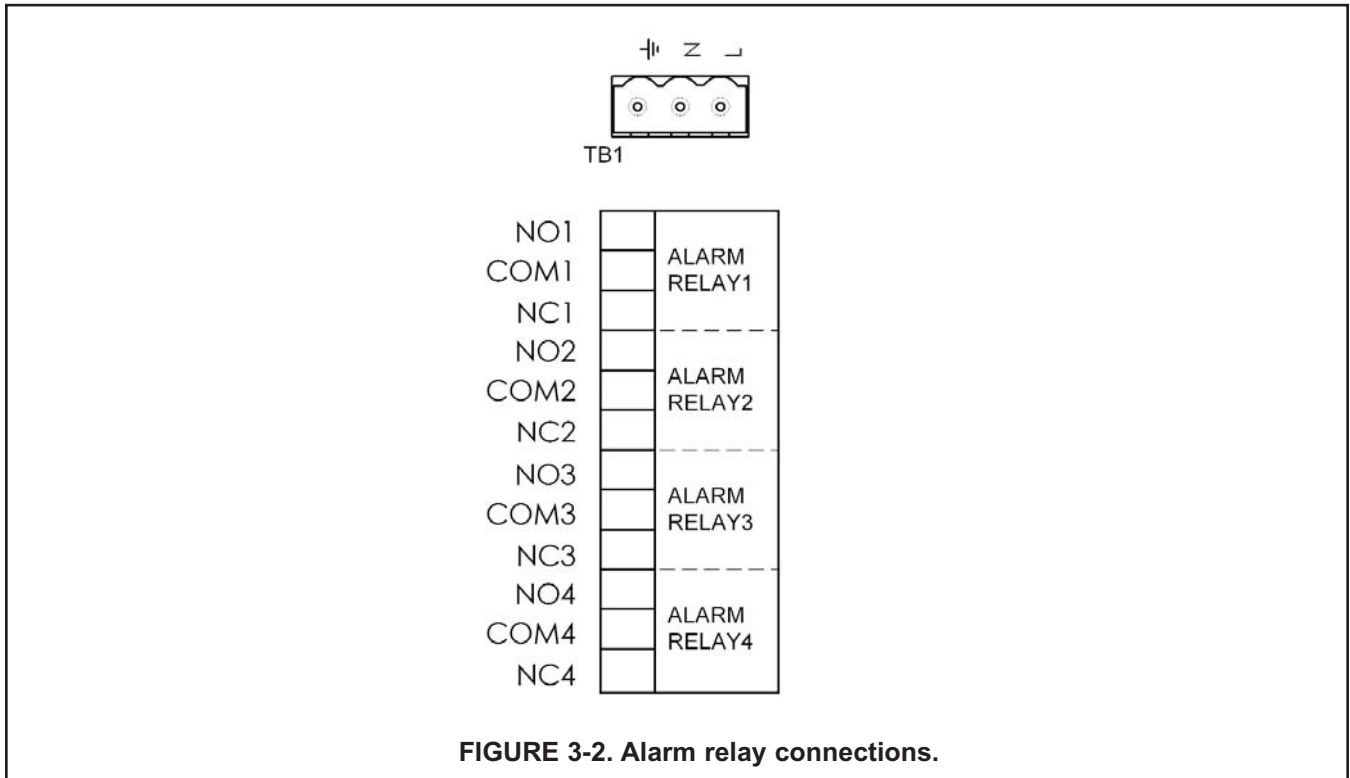 N L
TB1
NO1
COM1
NC1
ALARM
RELAY1
NO2
COM2
NC2
ALARM
RELAY2
NO3
COM3
NC3
ALARM
RELAY3
NO4
COM4
NC4
ALARM
RELAY4
FIGURE 3-2. Alarm relay connections.